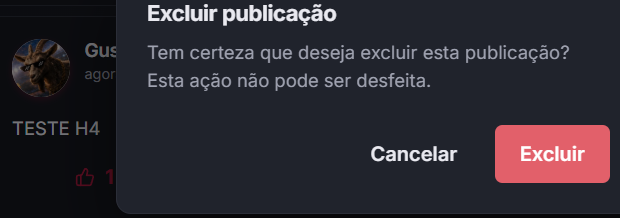 Excluir publicação
Gus
Tem certeza que deseja excluir esta publicação?
agor
Esta ação não pode ser desfeita.
TESTE H4
Cancelar
Excluir
1